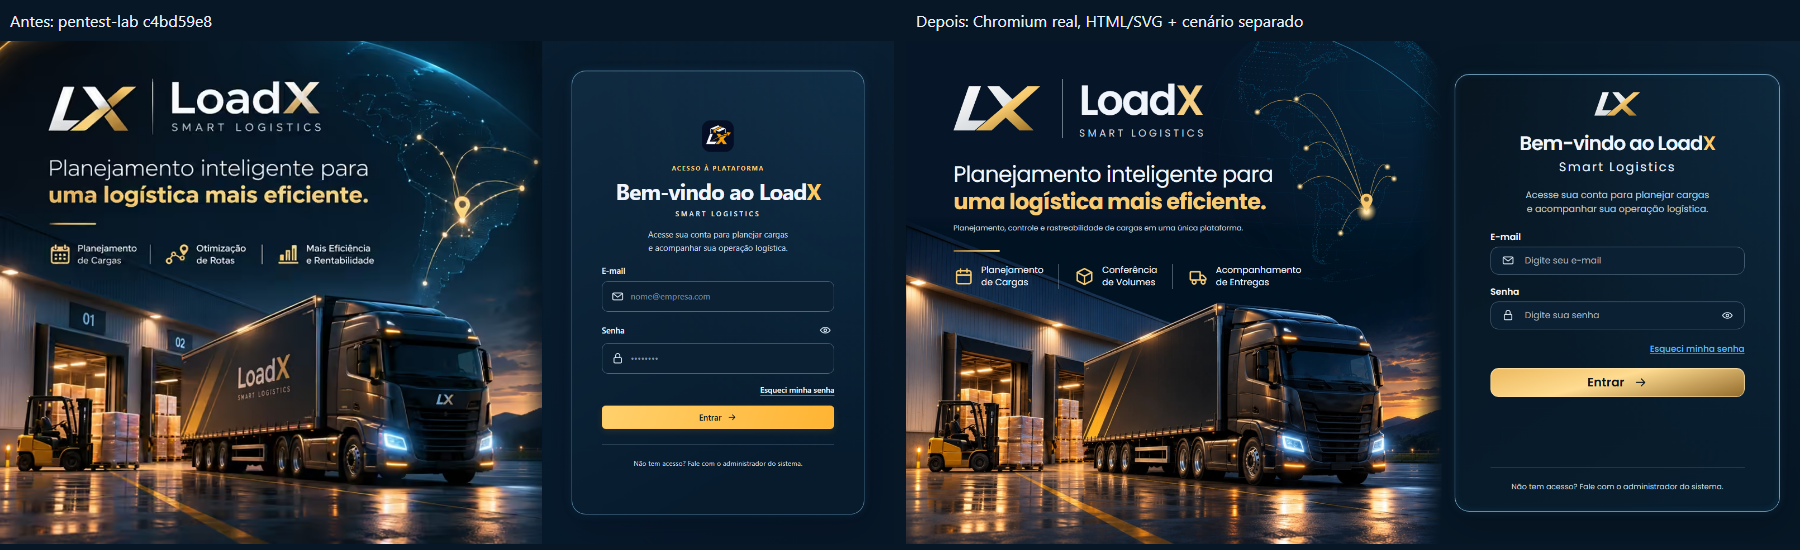 Antes: pentest-lab c4bd59e8
LX
LoadX
SMART LOGISTICS
Planejamento inteligente para
uma logística mais eficiente.
Planejamento
de Cargas
Otimização
de Rotas
Mais Eficiência
e Rentabilidade
01
02
LoadX
SMART LOGISTICS
LX
LX
ACESSO À PLATAFORMA
Bem-vindo ao LoadX
SMART LOGISTICS
Acesse sua conta para planejar cargas
e acompanhar sua operação logística.
E-mail
nome@empresa.com
Senha
Esqueci minha senha
Entrar →
Não tem acesso? Fale com o administrador do sistema.
Depois: Chromium real, HTML/SVG + cenário separado
LX
LoadX
SMART LOGISTICS
Planejamento inteligente para
uma logística mais eficiente.
Planejamento, controle e rastreabilidade de cargas em uma única plataforma.
Planejamento
de Cargas
Conferência
de Volumes
Acompanhamento
de Entregas
LX
Bem-vindo ao LoadX
Smart Logistics
Acesse sua conta para planejar cargas
e acompanhar sua operação logística.
E-mail
Digite seu e-mail
Senha
Digite sua senha
Esqueci minha senha
Entrar →
Não tem acesso? Fale com o administrador do sistema.